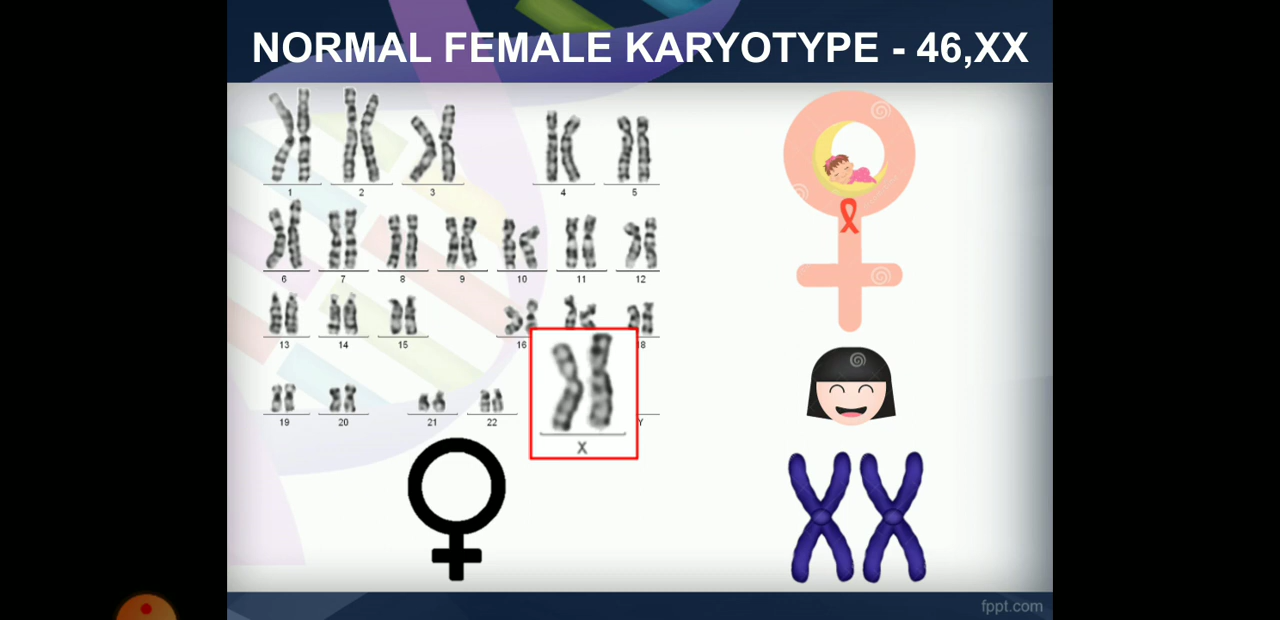 NORMAL FEMALE KARYOTYPE - 46,XX
1 2 3 4 5
6 7 8 9 10 11 12
13 14 15 16 18
19 20 21 22 X Y
fppt.com